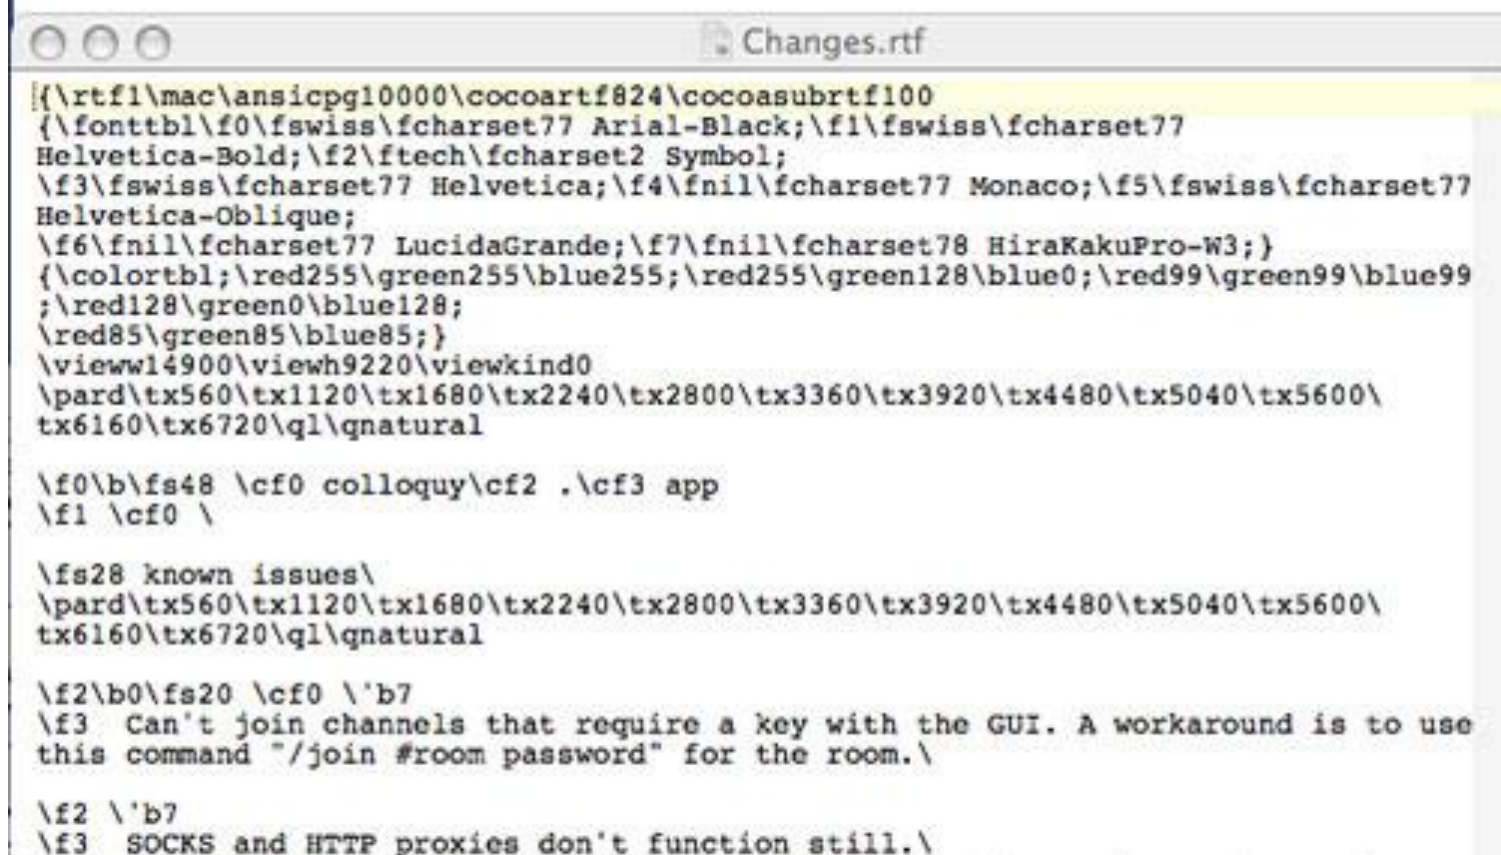 Changes.rtf
{\rtf1\mac\ansicpg10000\cocoartf824\cocoasubrtf100
{\fonttbl\f0\fswiss\fcharset77 Arial-Black;\f1\fswiss\fcharset77
Helvetica-Bold;\f2\ftech\fcharset2 Symbol;
\f3\fswiss\fcharset77 Helvetica;\f4\fnil\fcharset77 Monaco;\f5\fswiss\fcharset77
Helvetica-Oblique;
\f6\fnil\fcharset77 LucidaGrande;\f7\fnil\fcharset78 HiraKakuPro-W3;}
{\colortbl;\red255\green255\blue255;\red255\green128\blue0;\red99\green99\blue99
;\red128\green0\blue128;
\red85\green85\blue85;}
\vieww14900\viewh9220\viewkind0
\pard\tx560\tx1120\tx1680\tx2240\tx2800\tx3360\tx3920\tx4480\tx5040\tx5600\
tx6160\tx6720\ql\qnatural
\f0\b\fs48 \cf0 colloquy\cf2 .\cf3 app
\f1 \cf0 \
\fs28 known issues\
\pard\tx560\tx1120\tx1680\tx2240\tx2800\tx3360\tx3920\tx4480\tx5040\tx5600\
tx6160\tx6720\ql\qnatural
\f2\b0\fs20 \cf0 \'b7
\f3  Can't join channels that require a key with the GUI. A workaround is to use
this command "/join #room password" for the room.\
\f2 \'b7
\f3  SOCKS and HTTP proxies don't function still.\